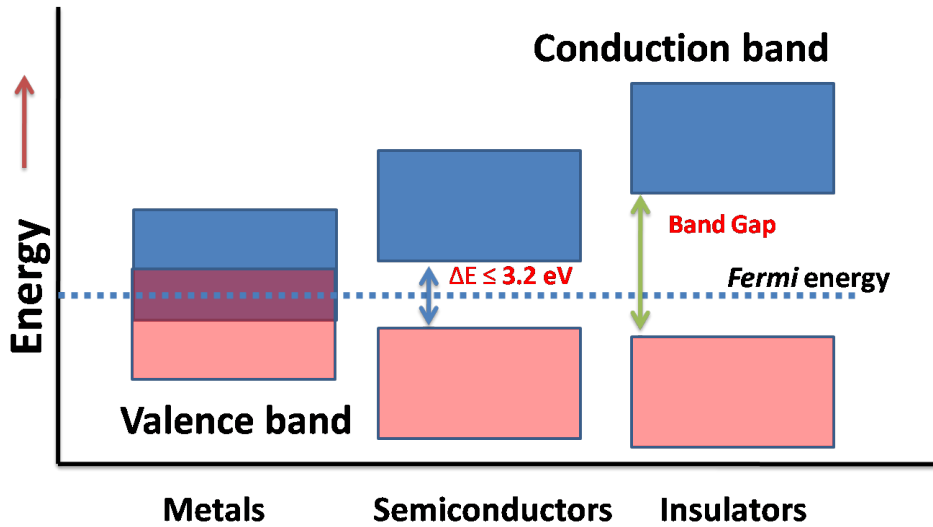 Conduction band
Energy
Band Gap
ΔE ≤ 3.2 eV
Fermi energy
Valence band
Metals
Semiconductors
Insulators